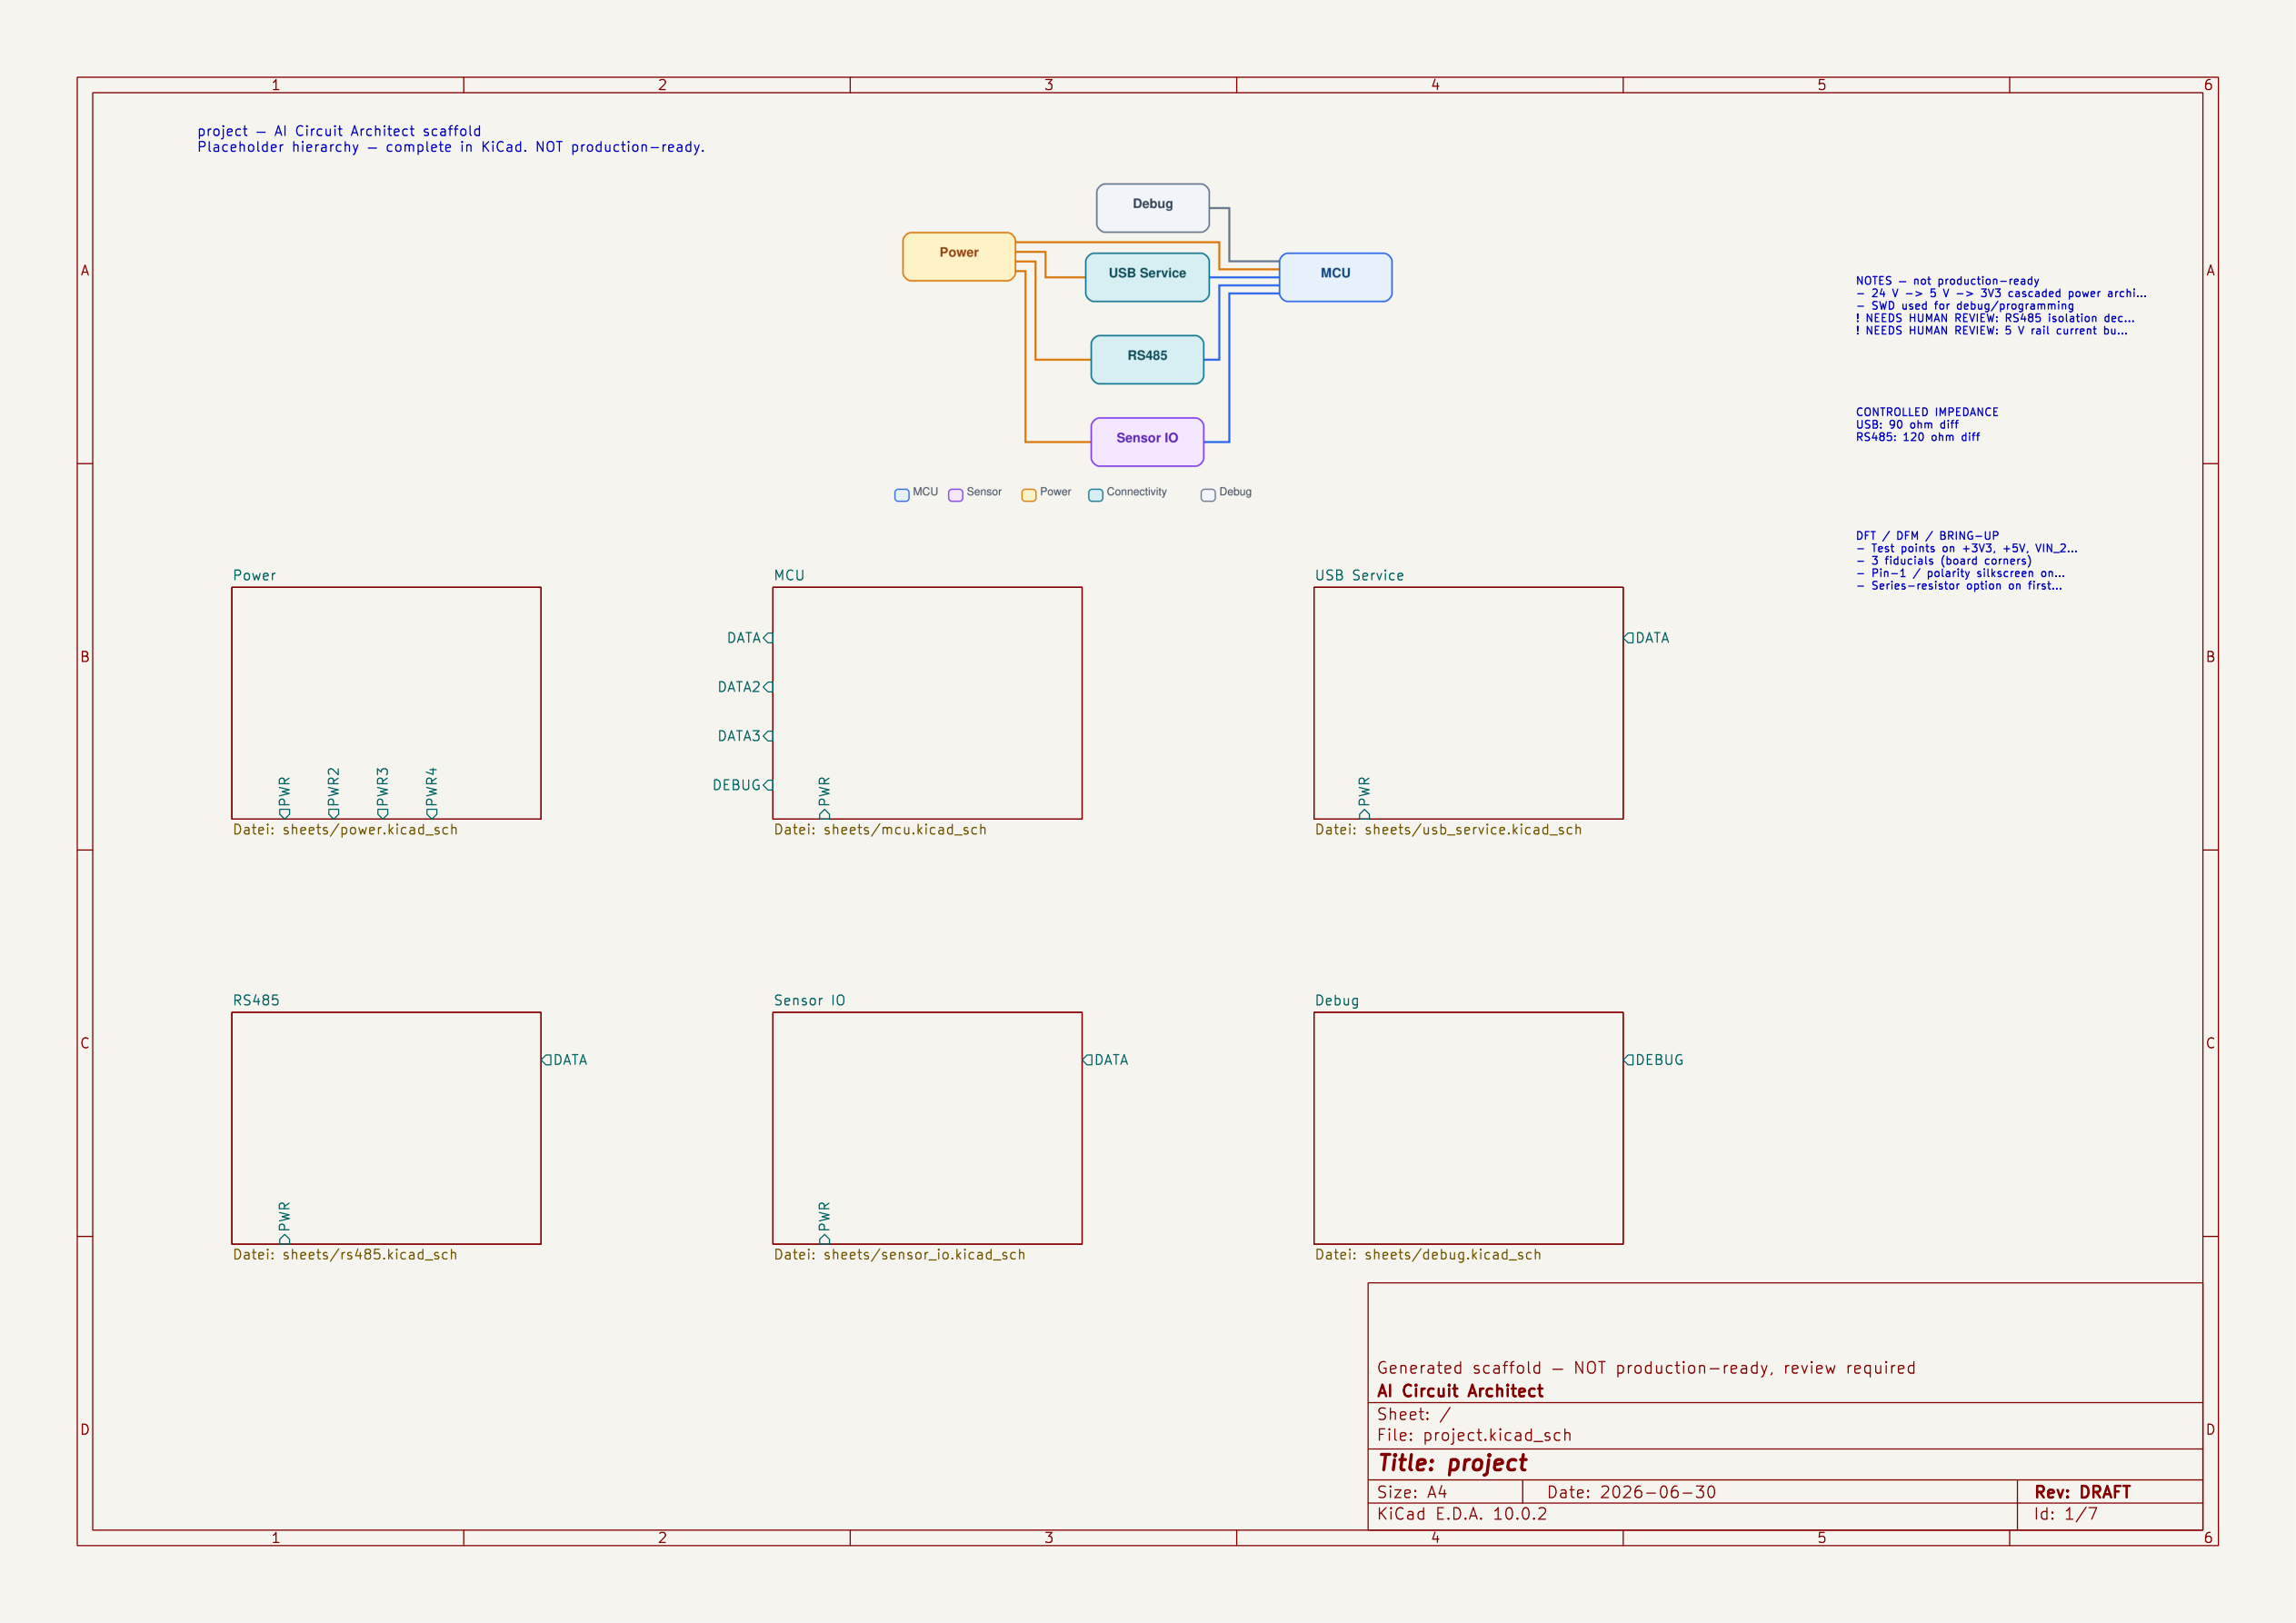 1 2 3 4 5 6
project — AI Circuit Architect scaffold
Placeholder hierarchy — complete in KiCad. NOT production-ready.
Debug
Power
USB Service
MCU
RS485
Sensor IO
MCU Sensor Power Connectivity Debug
A A
NOTES — not production-ready
- 24 V -> 5 V -> 3V3 cascaded power archi...
- SWD used for debug/programming
! NEEDS HUMAN REVIEW: RS485 isolation dec...
! NEEDS HUMAN REVIEW: 5 V rail current bu...
CONTROLLED IMPEDANCE
USB: 90 ohm diff
RS485: 120 ohm diff
DFT / DFM / BRING-UP
- Test points on +3V3, +5V, VIN_2...
- 3 fiducials (board corners)
- Pin-1 / polarity silkscreen on...
- Series-resistor option on first...
B B
Power
PWR
PWR2
PWR3
PWR4
Datei: sheets/power.kicad_sch
MCU
DATA
DATA2
DATA3
DEBUG
PWR
Datei: sheets/mcu.kicad_sch
USB Service
DATA
PWR
Datei: sheets/usb_service.kicad_sch
C C
RS485
DATA
PWR
Datei: sheets/rs485.kicad_sch
Sensor IO
DATA
PWR
Datei: sheets/sensor_io.kicad_sch
Debug
DEBUG
Datei: sheets/debug.kicad_sch
D D
Generated scaffold — NOT production-ready, review required
AI Circuit Architect
Sheet: /
File: project.kicad_sch
Title: project
Size: A4 Date: 2026-06-30 Rev: DRAFT
KiCad E.D.A. 10.0.2 Id: 1/7
1 2 3 4 5 6